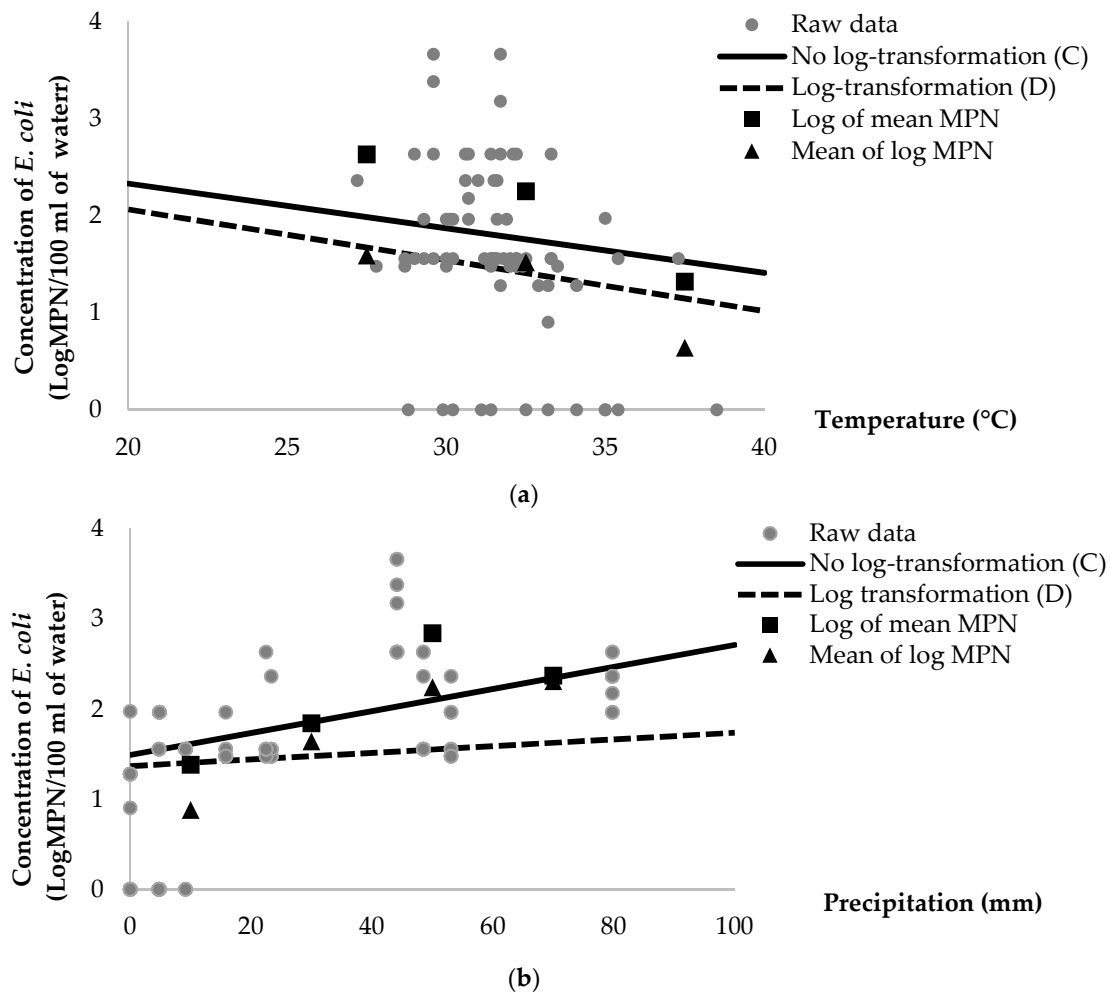 4
3
2
1
0
20
25
30
35
40
Concentration of E. coli
(LogMPN/100 ml of waterr)
Temperature (°C)
Raw data
No log-transformation (C)
Log-transformation (D)
Log of mean MPN
Mean of log MPN
(a)
4
3
2
1
0
0
20
40
60
80
100
Concentration of E. coli
(LogMPN/100 ml of water)
Precipitation (mm)
Raw data
No log-transformation (C)
Log transformation (D)
Log of mean MPN
Mean of log MPN
(b)